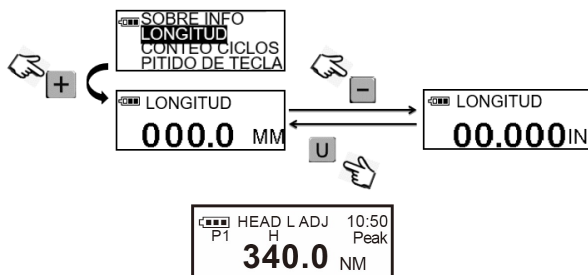 SOBRE INFO
LONGITUD
CONTEO CICLOS
PITIDO DE TECLA
+
LONGITUD
000.0 MM
-
U
LONGITUD
00.000IN
HEAD L ADJ 10:50
P1 H Peak
340.0 NM